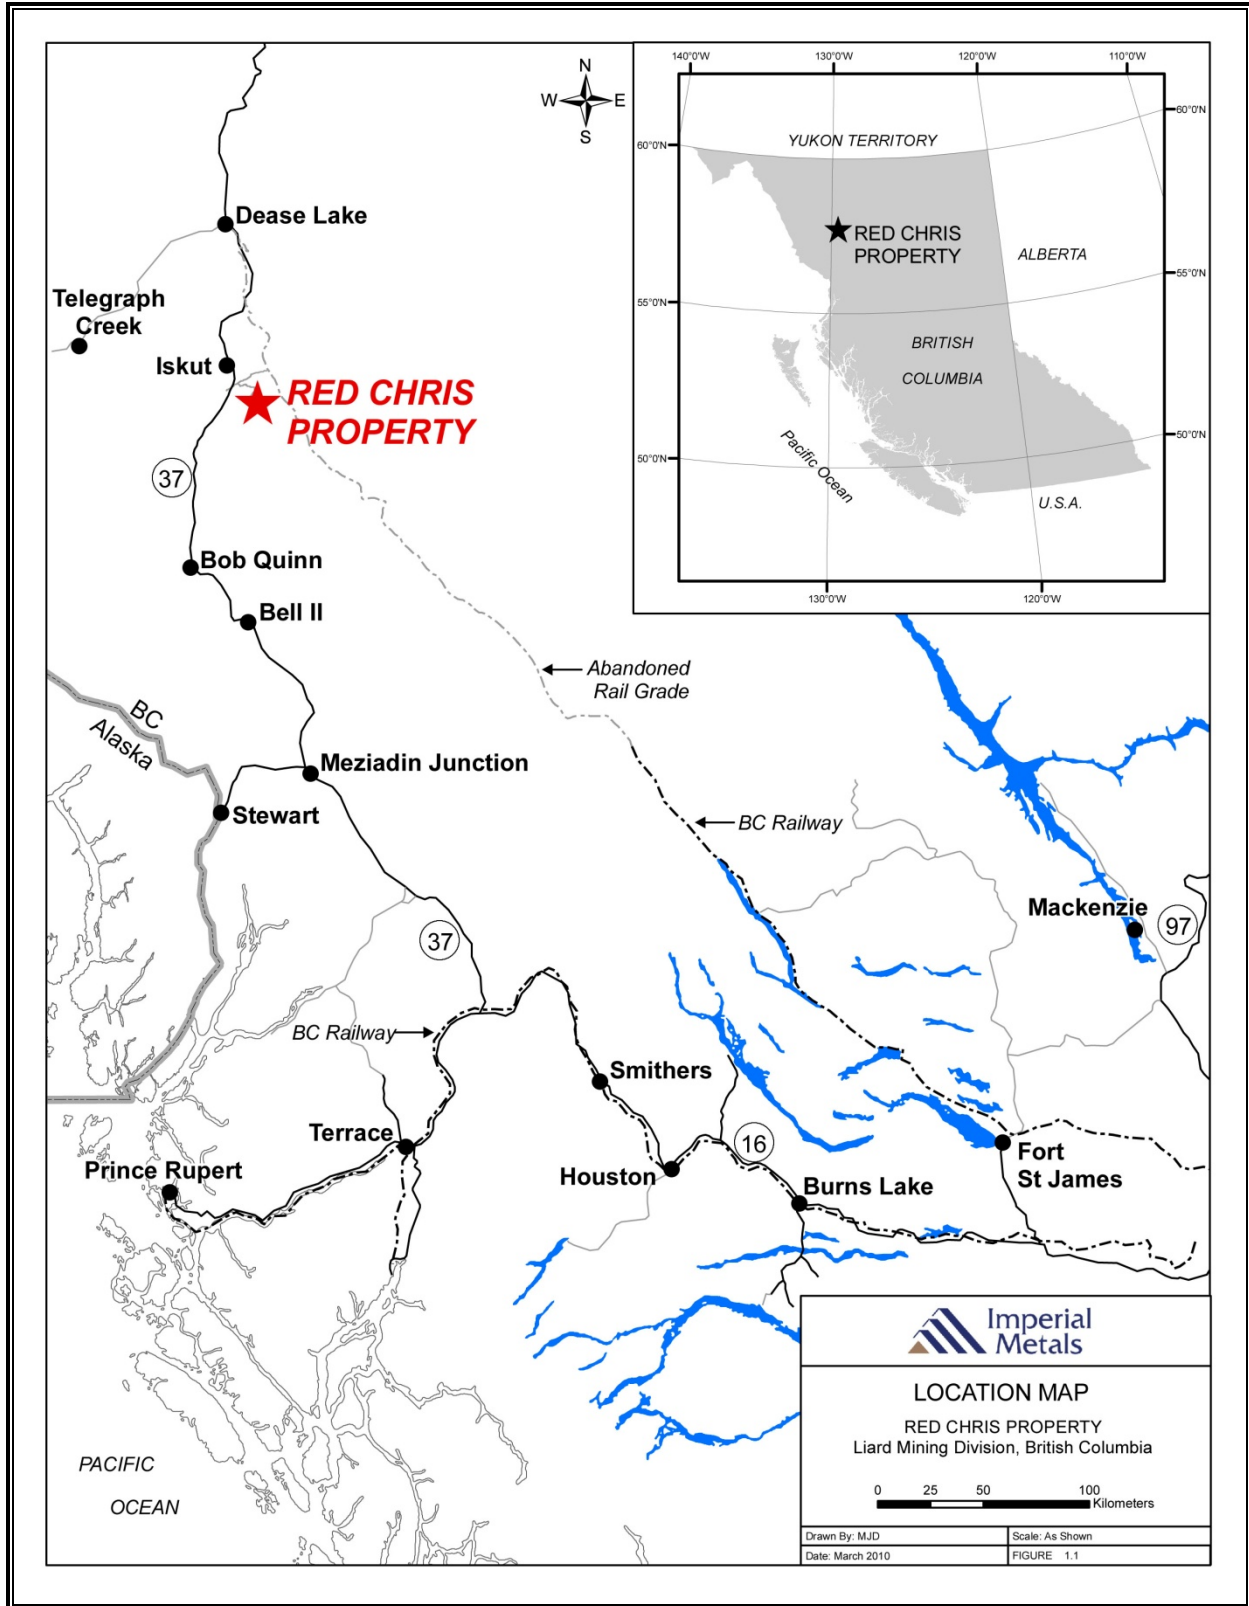 N
W E
S
Dease Lake
Telegraph
Creek
Iskut
RED CHRIS
PROPERTY
37
Bob Quinn
Bell II
Abandoned
Rail Grade
BC
Alaska
Meziadin Junction
Stewart
BC Railway
Mackenzie
97
37
BC Railway
Smithers
Terrace
16
Fort
St James
Prince Rupert
Houston
Burns Lake
PACIFIC
OCEAN
140°0'W
130°0'W
120°0'W
110°0'W
60°0'N
60°0'N
YUKON TERRITORY
RED CHRIS
PROPERTY
ALBERTA
55°0'N
55°0'N
BRITISH
COLUMBIA
Pacific Ocean
50°0'N
50°0'N
U.S.A.
130°0'W
120°0'W
Imperial
Metals
LOCATION MAP
RED CHRIS PROPERTY
Liard Mining Division, British Columbia
0 25 50 100
Kilometers
Drawn By: MJD
Scale: As Shown
Date: March 2010
FIGURE 1.1